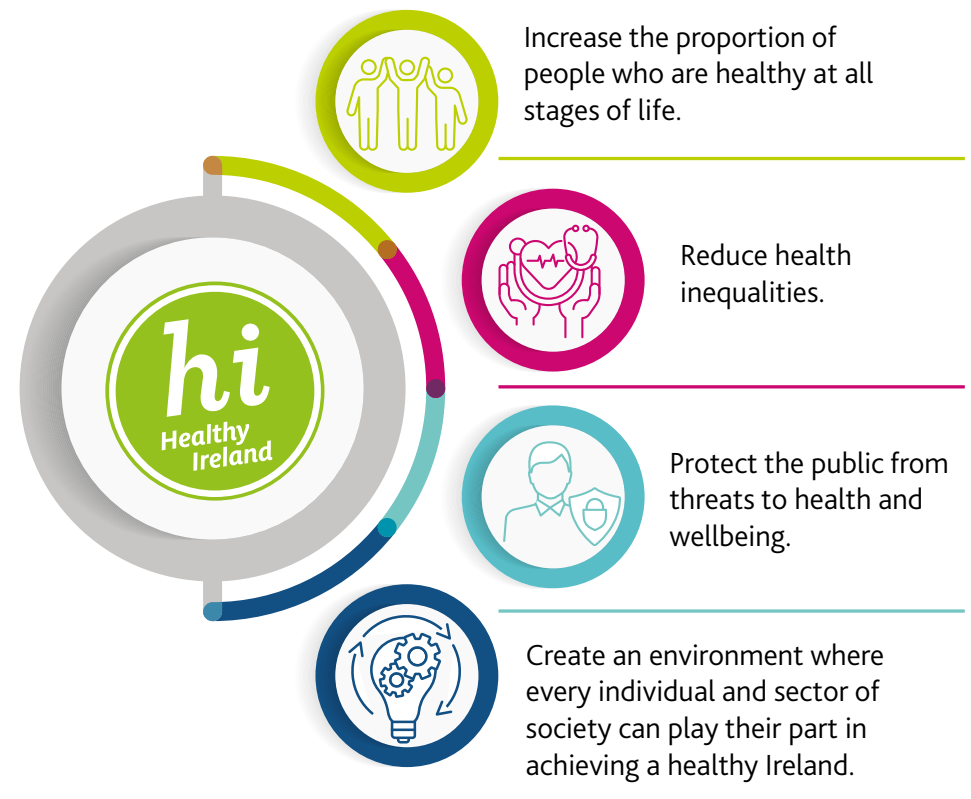 Increase the proportion of
people who are healthy at all
stages of life.
Reduce health
inequalities.
hi
Healthy
Ireland
Protect the public from
threats to health and
wellbeing.
Create an environment where
every individual and sector of
society can play their part in
achieving a healthy Ireland.